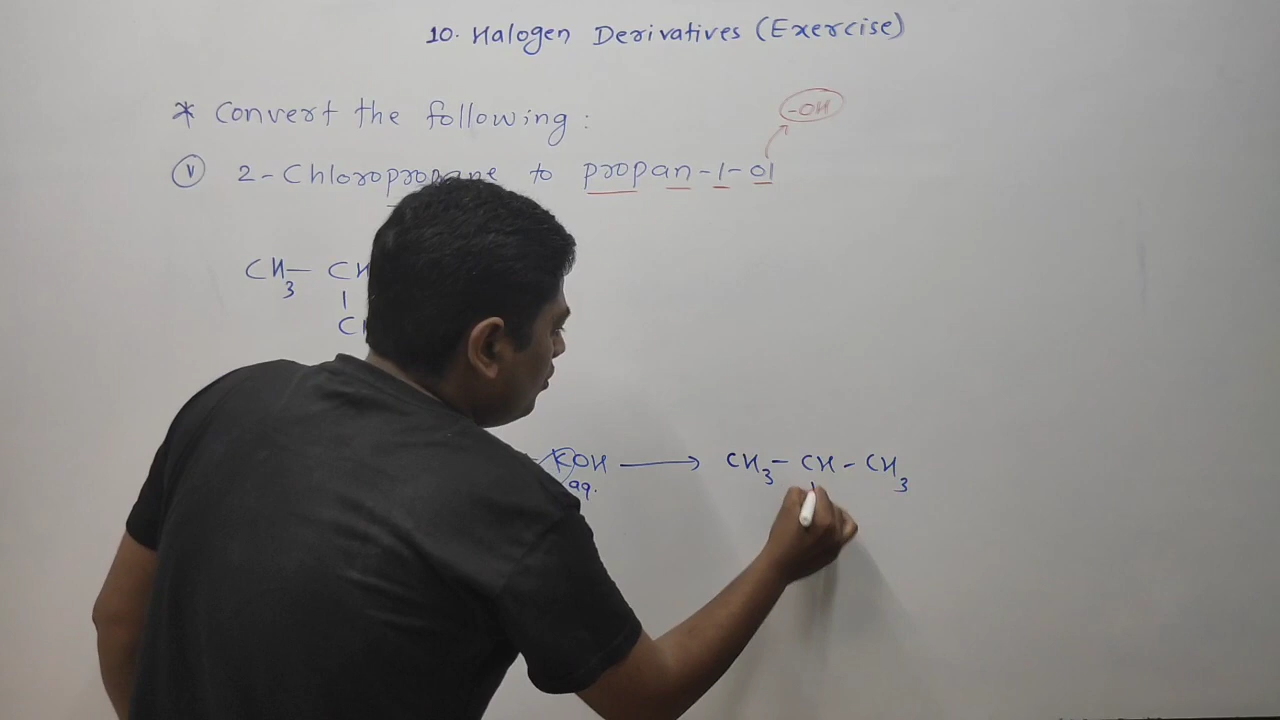 10. Halogen Derivatives (Exercise)
* Convert the following :
-OH
(V) 2-Chloropropane to propan-1-ol
CH3— CH
|
Cl
KOH ⟶ CH3 – CH – CH3
aq. |